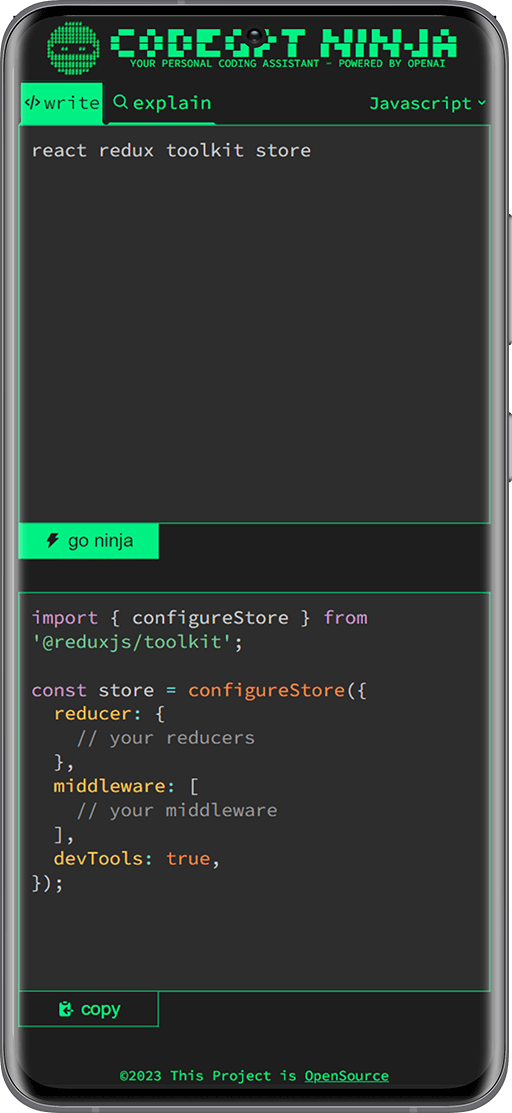 CODEGPT NINJA
YOUR PERSONAL CODING ASSISTANT - POWERED BY OPENAI
</> write explain Javascript
react redux toolkit store
go ninja
import { configureStore } from
'@reduxjs/toolkit';
const store = configureStore({
  reducer: {
    // your reducers
  },
  middleware: [
    // your middleware
  ],
  devTools: true,
});
copy
©2023 This Project is OpenSource